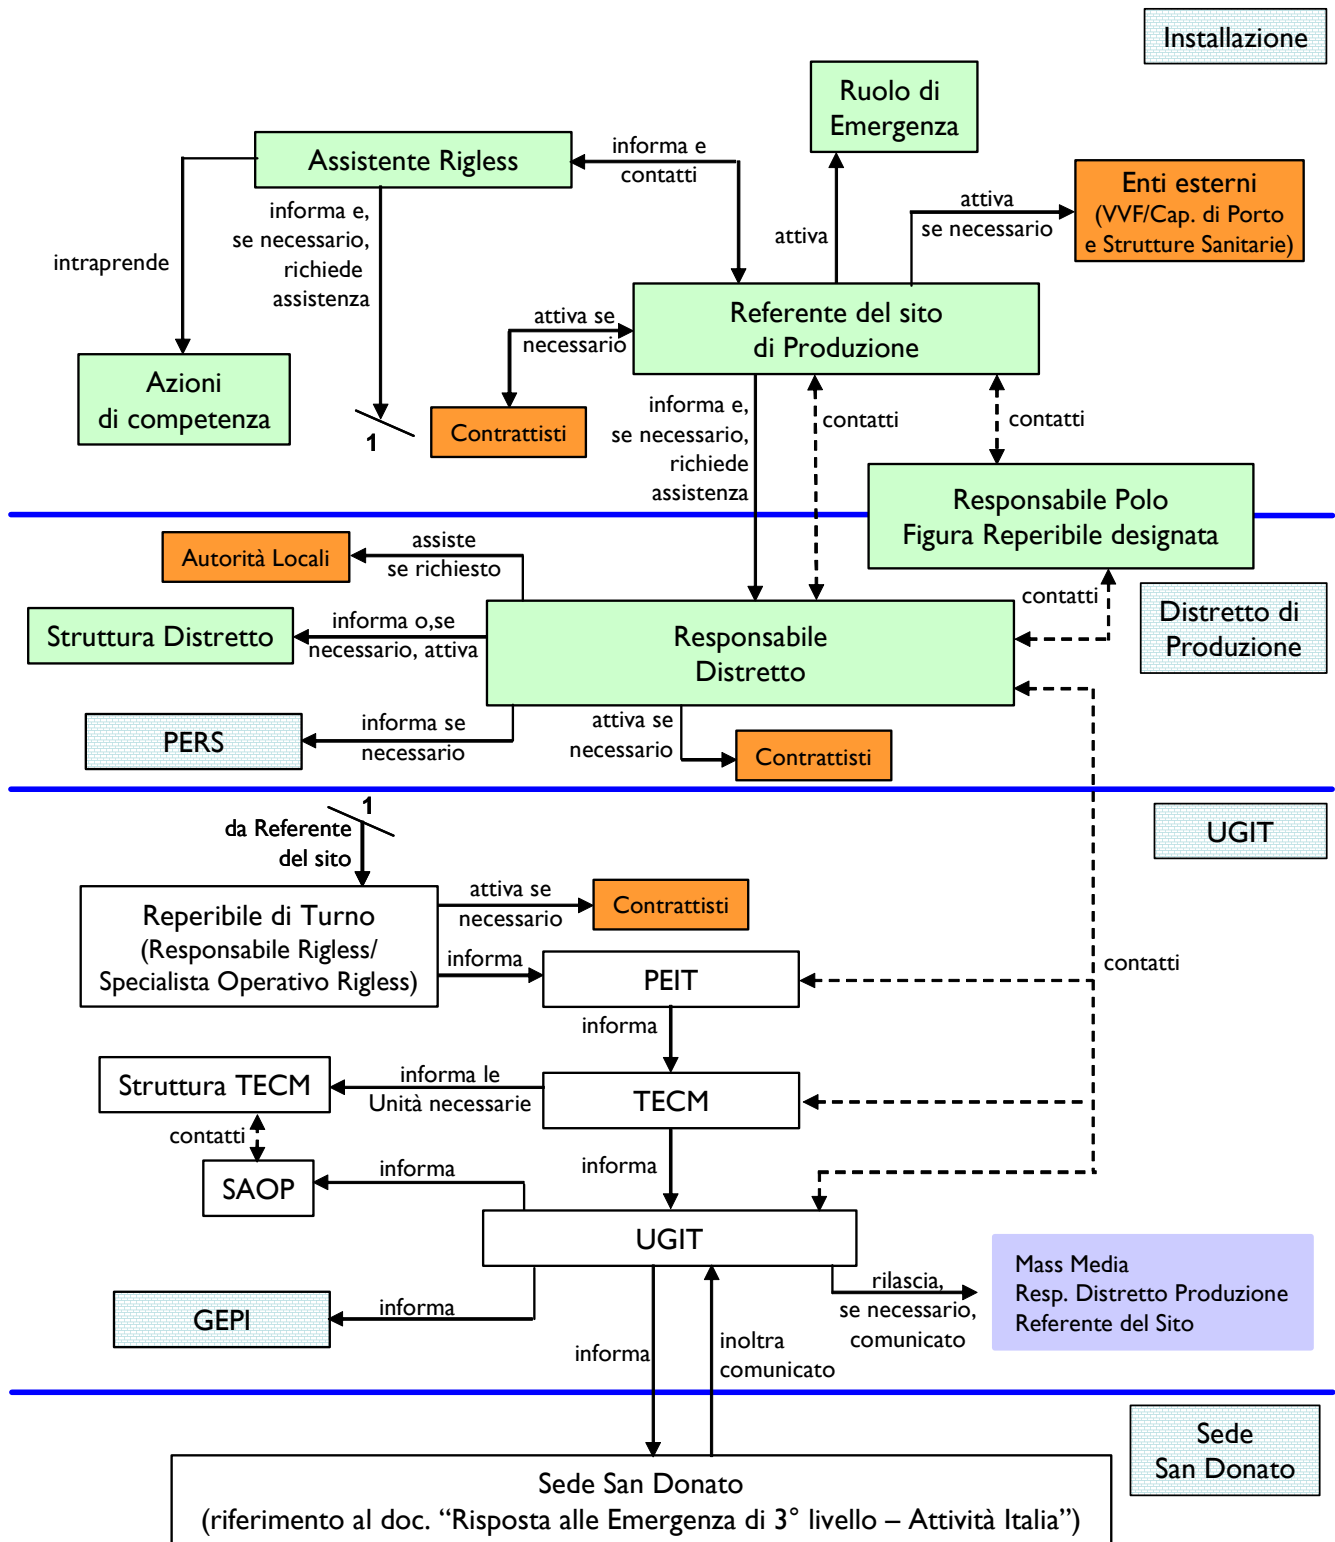 Installazione
Ruolo di
Emergenza
Assistente Rigless
informa e
contatti
Enti esterni
(VVF/Cap. di Porto
e Strutture Sanitarie)
attiva
se necessario
attiva
informa e,
se necessario,
richiede
assistenza
intraprende
Referente del sito
di Produzione
attiva se
necessario
Azioni
di competenza
1
Contrattisti
informa e,
se necessario,
richiede
assistenza
contatti
contatti
Responsabile Polo
Figura Reperibile designata
Autorità Locali
assiste
se richiesto
contatti
Distretto di
Produzione
Struttura Distretto
informa o,se
necessario, attiva
Responsabile
Distretto
PERS
informa se
necessario
attiva se
necessario
Contrattisti
1
da Referente
del sito
UGIT
Reperibile di Turno
(Responsabile Rigless/
Specialista Operativo Rigless)
attiva se
necessario
Contrattisti
informa
PEIT
contatti
informa
Struttura TECM
informa le
Unità necessarie
TECM
contatti
SAOP
informa
informa
UGIT
Mass Media
Resp. Distretto Produzione
Referente del Sito
rilascia,
se necessario,
comunicato
GEPI
informa
informa
inoltra
comunicato
Sede
San Donato
Sede San Donato
(riferimento al doc. “Risposta alle Emergenza di 3° livello – Attività Italia”)